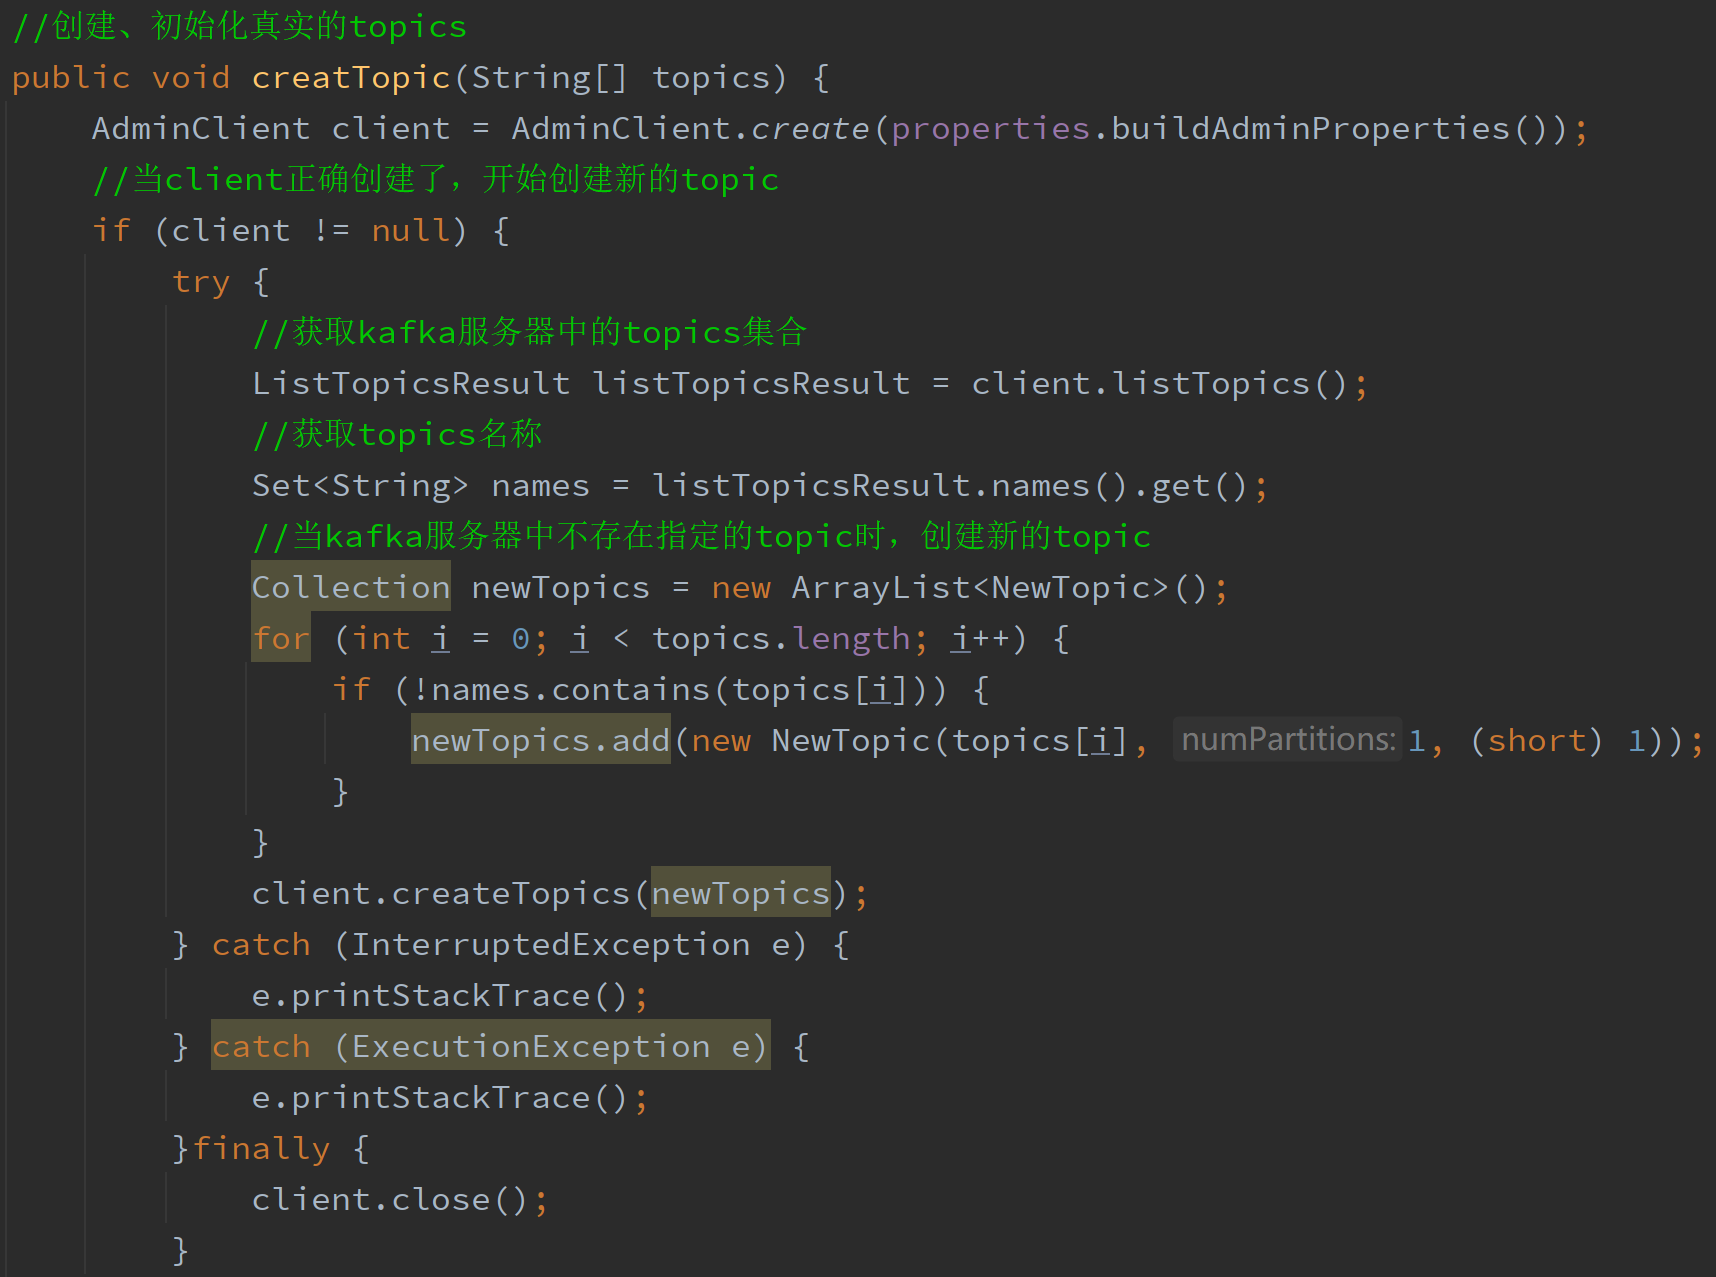 //创建、初始化真实的topics
public void creatTopic(String[] topics) {
AdminClient client = AdminClient.create(properties.buildAdminProperties());
//当client正确创建了，开始创建新的topic
if (client != null) {
try {
//获取kafka服务器中的topics集合
ListTopicsResult listTopicsResult = client.listTopics();
//获取topics名称
Set<String> names = listTopicsResult.names().get();
//当kafka服务器中不存在指定的topic时，创建新的topic
Collection newTopics = new ArrayList<NewTopic>();
for (int i = 0; i < topics.length; i++) {
if (!names.contains(topics[i])) {
newTopics.add(new NewTopic(topics[i], numPartitions: 1, (short) 1));
}
}
client.createTopics(newTopics);
} catch (InterruptedException e) {
e.printStackTrace();
} catch (ExecutionException e) {
e.printStackTrace();
}finally {
client.close();
}